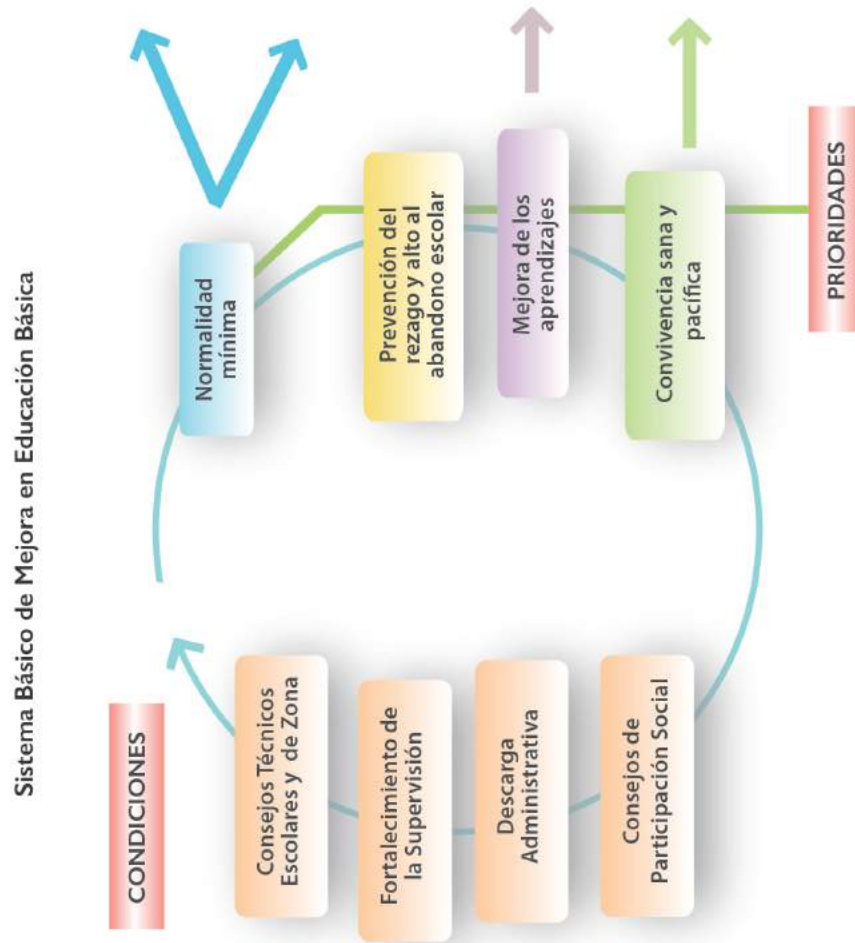 Sistema Básico de Mejora en Educación Básica
CONDICIONES
Consejos Técnicos
Escolares y de Zona
Fortalecimiento de
la Supervisión
Descarga
Administrativa
Consejos de
Participación Social
Normalidad
mínima
Prevención del
rezago y alto al
abandono escolar
Mejora de los
aprendizajes
Convivencia sana y
pacífica
PRIORIDADES